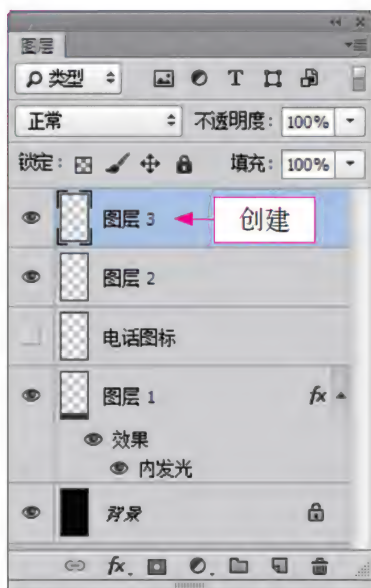 图层
类型
正常 不透明度: 100%
锁定: 填充: 100%
图层 3 创建
图层 2
电话图标
图层 1 fx
效果
内发光
背景
fx.